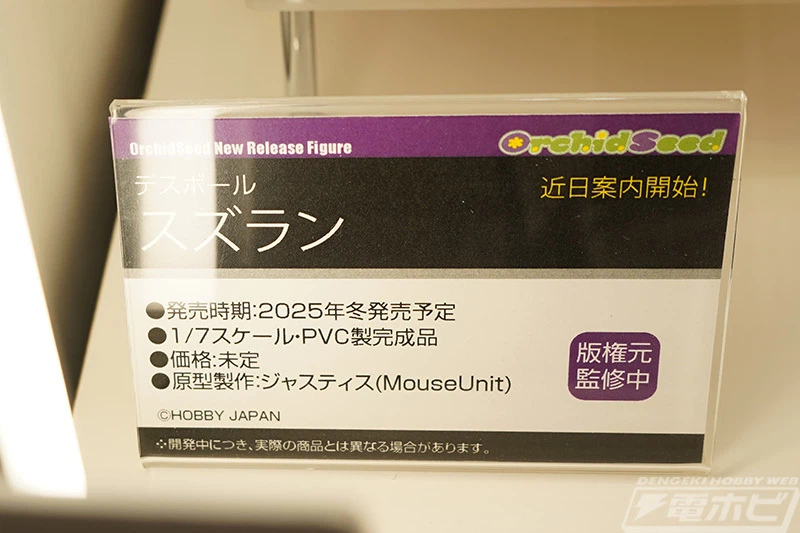 OrchidSeed New Release Figure
OrchidSeed
デスボール
近日案内開始!
スズラン
●発売時期:2025年冬発売予定
●1/7スケール・PVC製完成品
●価格:未定
●原型製作:ジャスティス(MouseUnit)
版権元
監修中
©HOBBY JAPAN
※開発中につき、実際の商品とは異なる場合があります。
DENGEKI HOBBY WEB
電ホビ